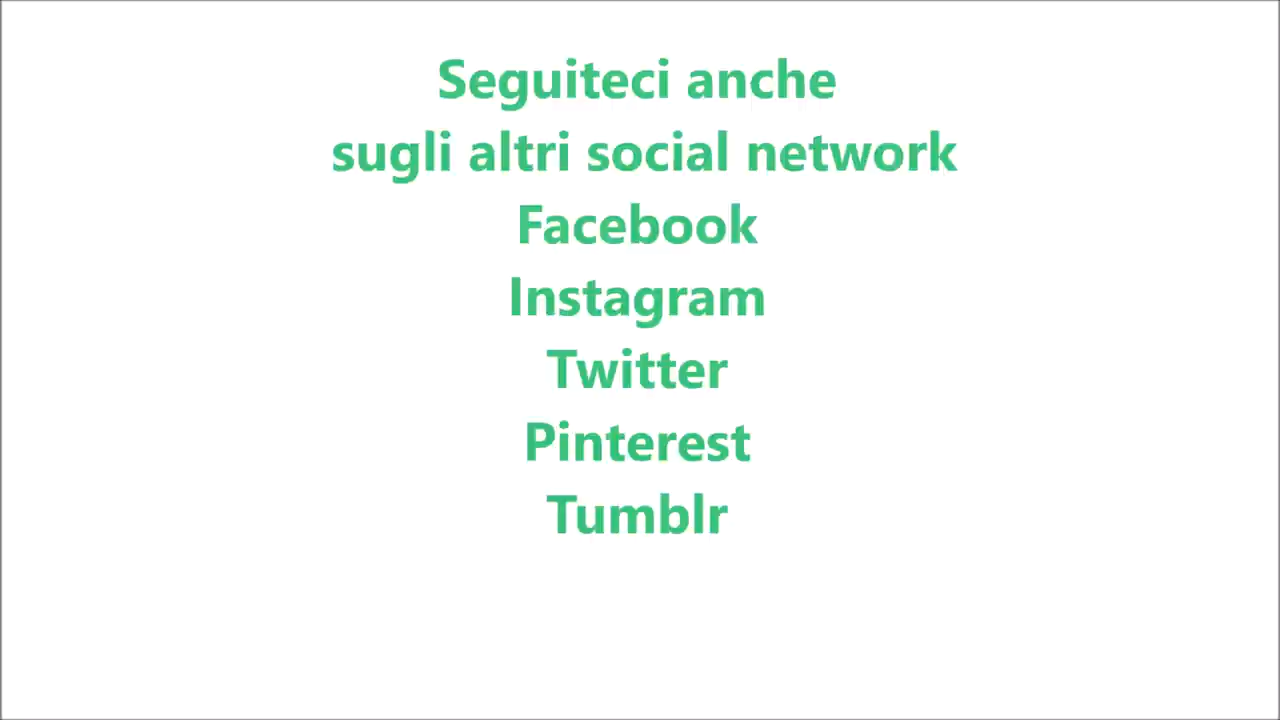 Seguiteci anche
sugli altri social network
Facebook
Instagram
Twitter
Pinterest
Tumblr